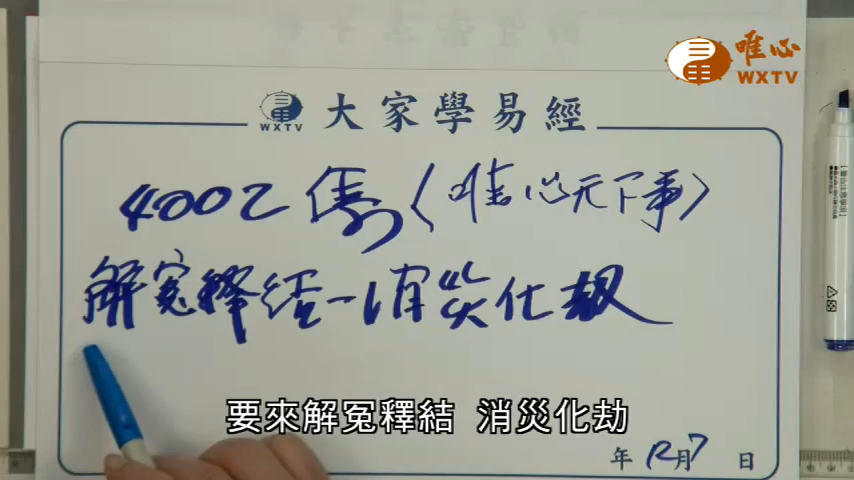 唯心
WXTV
WXTV 大家學易經
400億〈唯心天下事〉
解冤釋結一消災化劫
要來解冤釋結 消災化劫
年 12月7 日